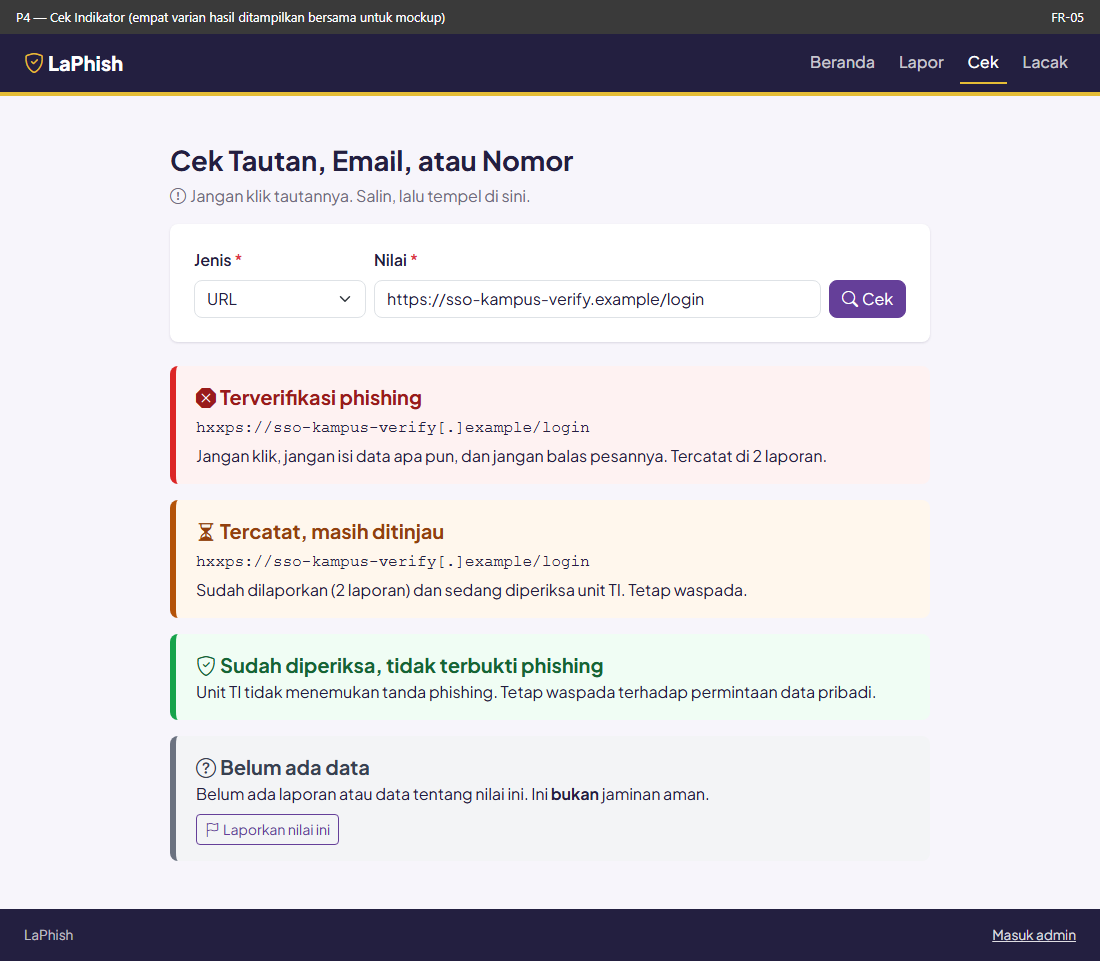 P4 — Cek Indikator (empat varian hasil ditampilkan bersama untuk mockup) FR-05
LaPhish Beranda Lapor Cek Lacak
Cek Tautan, Email, atau Nomor
Jangan klik tautannya. Salin, lalu tempel di sini.
Jenis * Nilai *
URL https://sso-kampus-verify.example/login Cek
Terverifikasi phishing
hxxps://sso-kampus-verify[.]example/login
Jangan klik, jangan isi data apa pun, dan jangan balas pesannya. Tercatat di 2 laporan.
Tercatat, masih ditinjau
hxxps://sso-kampus-verify[.]example/login
Sudah dilaporkan (2 laporan) dan sedang diperiksa unit TI. Tetap waspada.
Sudah diperiksa, tidak terbukti phishing
Unit TI tidak menemukan tanda phishing. Tetap waspada terhadap permintaan data pribadi.
Belum ada data
Belum ada laporan atau data tentang nilai ini. Ini bukan jaminan aman.
Laporkan nilai ini
LaPhish Masuk admin